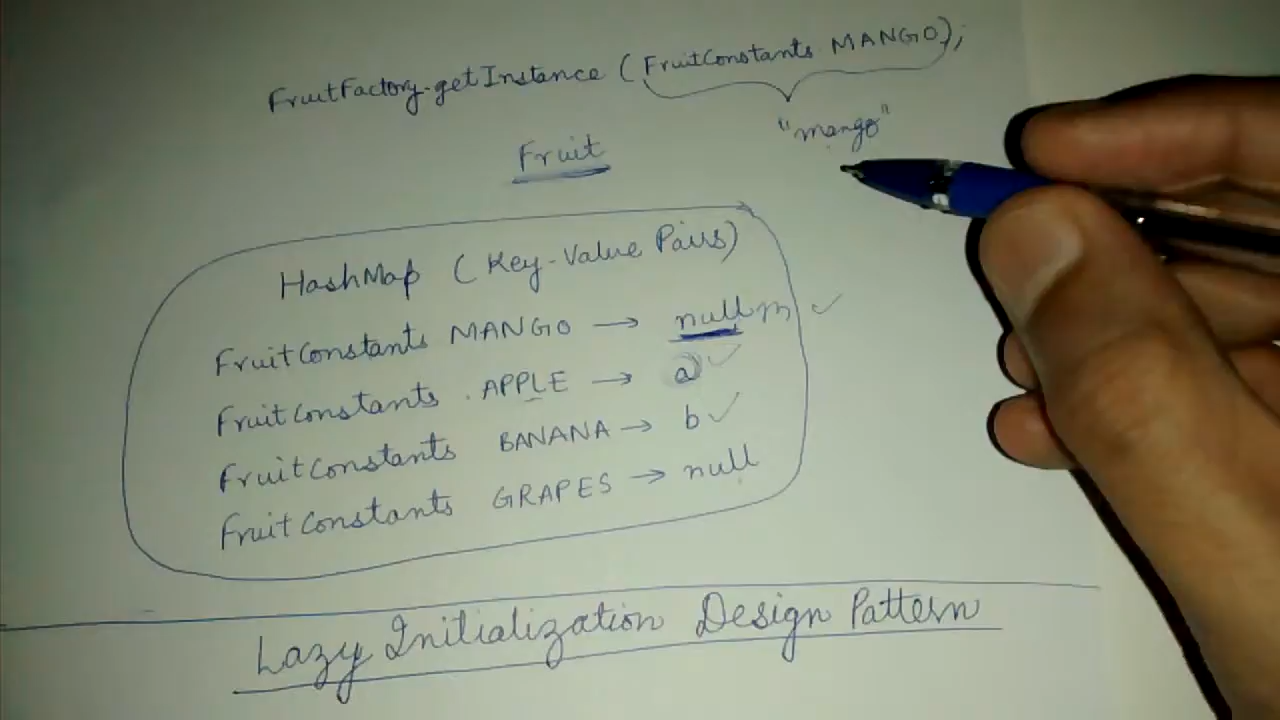 FruitFactory.getInstance (FruitConstants MANGO);
"mango"
Fruit
HashMap (Key-Value Pairs)
FruitConstants MANGO → null m ✓
FruitConstants . APPLE → a ✓
FruitConstants BANANA → b ✓
FruitConstants GRAPES → null
Lazy Initialization Design Pattern